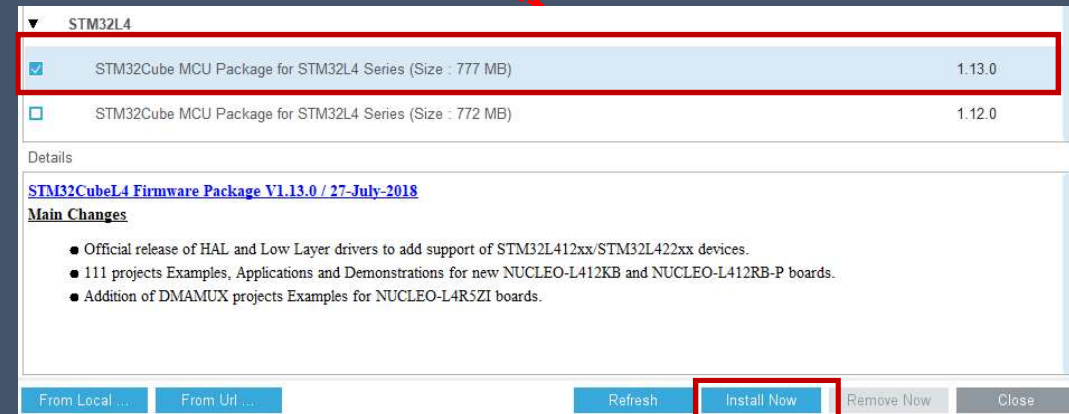 STM32L4
STM32Cube MCU Package for STM32L4 Series (Size : 777 MB) 1.13.0
STM32Cube MCU Package for STM32L4 Series (Size : 772 MB) 1.12.0
Details
STM32CubeL4 Firmware Package V1.13.0 / 27-July-2018
Main Changes
● Official release of HAL and Low Layer drivers to add support of STM32L412xx/STM32L422xx devices.
● 111 projects Examples, Applications and Demonstrations for new NUCLEO-L412KB and NUCLEO-L412RB-P boards.
● Addition of DMAMUX projects Examples for NUCLEO-L4R5ZI boards.
From Local ... From Url ... Refresh Install Now Remove Now Close